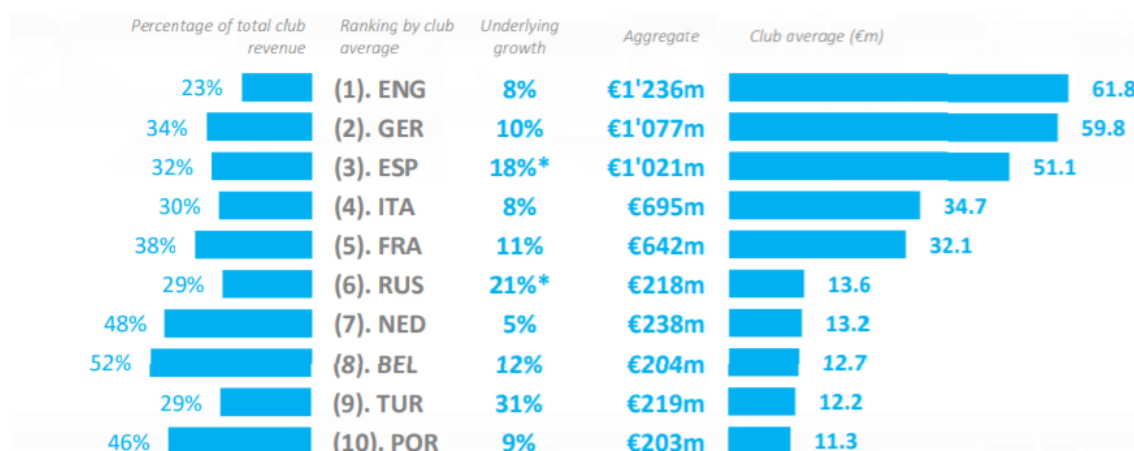 Percentage of total club revenue Ranking by club average Underlying growth Aggregate Club average (€m)
23% (1). ENG 8% €1'236m 61.8
34% (2). GER 10% €1'077m 59.8
32% (3). ESP 18%* €1'021m 51.1
30% (4). ITA 8% €695m 34.7
38% (5). FRA 11% €642m 32.1
29% (6). RUS 21%* €218m 13.6
48% (7). NED 5% €238m 13.2
52% (8). BEL 12% €204m 12.7
29% (9). TUR 31% €219m 12.2
46% (10). POR 9% €203m 11.3